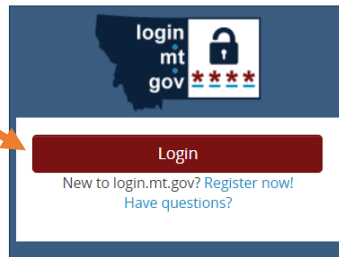 login
mt
gov ****
Login
New to login.mt.gov? Register now!
Have questions?